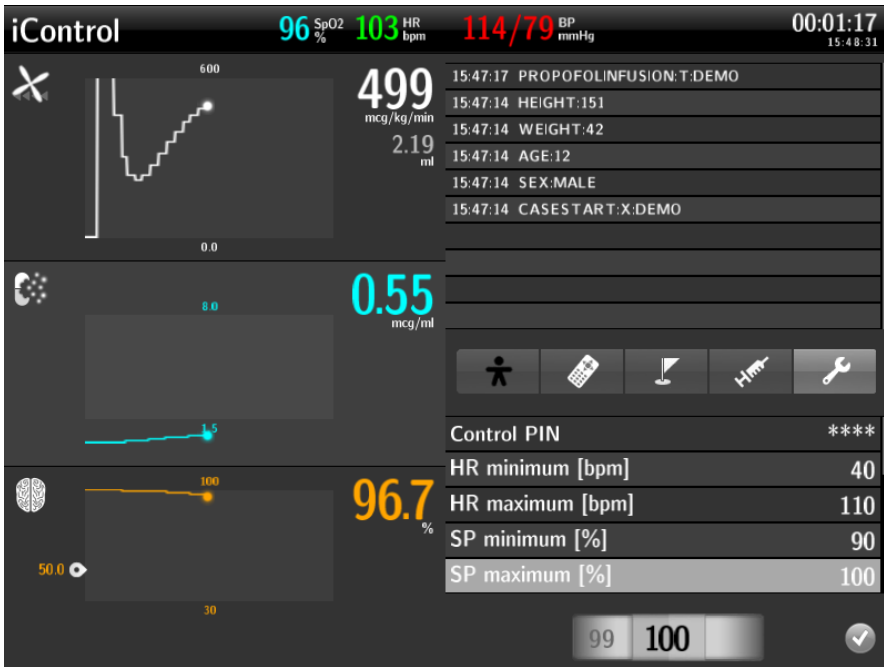 iControl
96 SpO2 %
103 HR bpm
114/79 BP mmHg
00:01:17
15:48:31
600
499
mcg/kg/min
2.19
ml
0.0
8.0
0.55
mcg/ml
1.5
100
96.7
%
50.0
30
15:47:17 PROPOFOLINFUSION:T:DEMO
15:47:14 HEIGHT:151
15:47:14 WEIGHT:42
15:47:14 AGE:12
15:47:14 SEX:MALE
15:47:14 CASESTART:X:DEMO
Control PIN ****
HR minimum [bpm] 40
HR maximum [bpm] 110
SP minimum [%] 90
SP maximum [%] 100
99 100